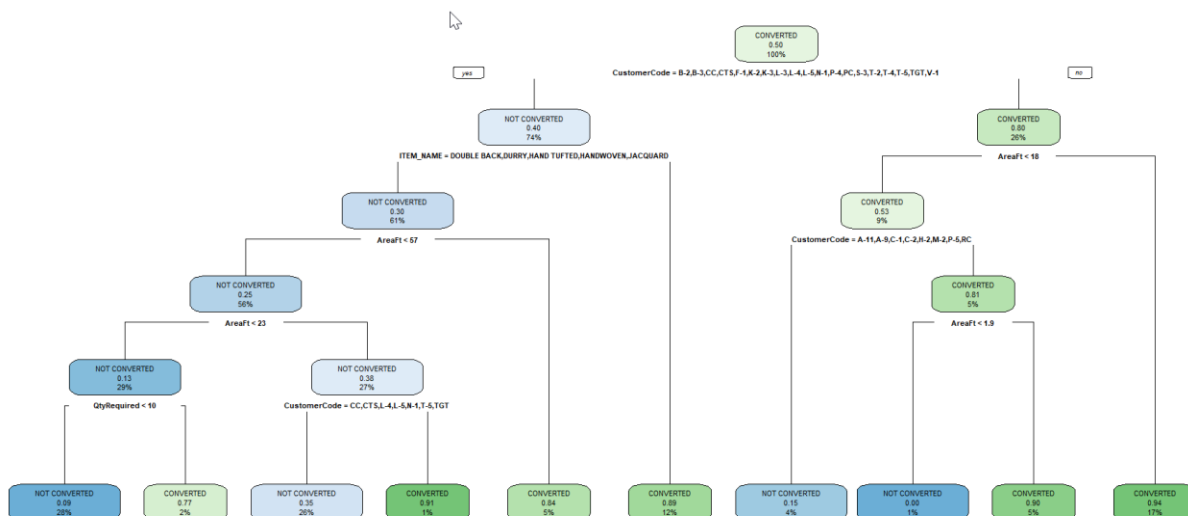 CONVERTED
0.50
100%
CustomerCode = B-2,B-3,CC,CTS,F-1,K-2,K-3,L-3,L-4,L-5,N-1,P-4,PC,S-3,T-2,T-4,T-5,TGT,V-1
yes
no
NOT CONVERTED
0.40
74%
CONVERTED
0.80
26%
ITEM_NAME = DOUBLE BACK,DURRY,HAND TUFTED,HANDWOVEN,JACQUARD
AreaFt < 18
NOT CONVERTED
0.30
61%
CONVERTED
0.53
9%
AreaFt < 57
CustomerCode = A-11,A-9,C-1,C-2,H-2,M-2,P-5,RC
NOT CONVERTED
0.25
56%
CONVERTED
0.81
5%
AreaFt < 23
AreaFt < 1.9
NOT CONVERTED
0.13
29%
NOT CONVERTED
0.38
27%
QtyRequired < 10
CustomerCode = CC,CTS,L-4,L-5,N-1,T-5,TGT
NOT CONVERTED
0.09
28%
CONVERTED
0.77
2%
NOT CONVERTED
0.35
26%
CONVERTED
0.91
1%
CONVERTED
0.84
5%
CONVERTED
0.89
12%
NOT CONVERTED
0.15
4%
NOT CONVERTED
0.00
1%
CONVERTED
0.90
5%
CONVERTED
0.94
17%